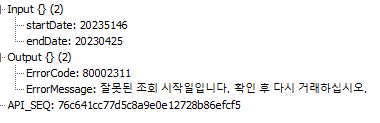 Input {} (2)
startDate: 20235146
endDate: 20230425
Output {} (2)
ErrorCode: 80002311
ErrorMessage: 잘못된 조회 시작일입니다. 확인 후 다시 거래하십시오.
API_SEQ: 76c641cc77d5c8a9e0e12728b86efcf5